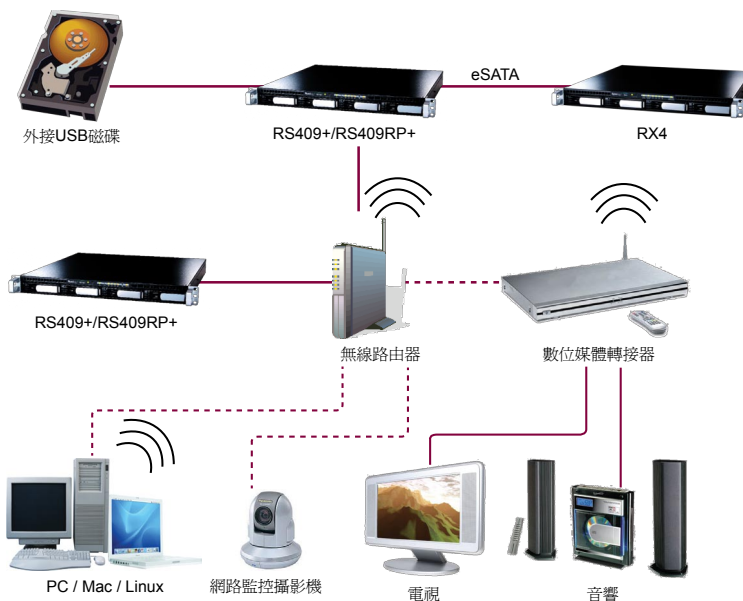 eSATA
外接USB磁碟
RS409+/RS409RP+
RX4
RS409+/RS409RP+
無線路由器
數位媒體轉接器
PC / Mac / Linux
網路監控攝影機
電視
音響